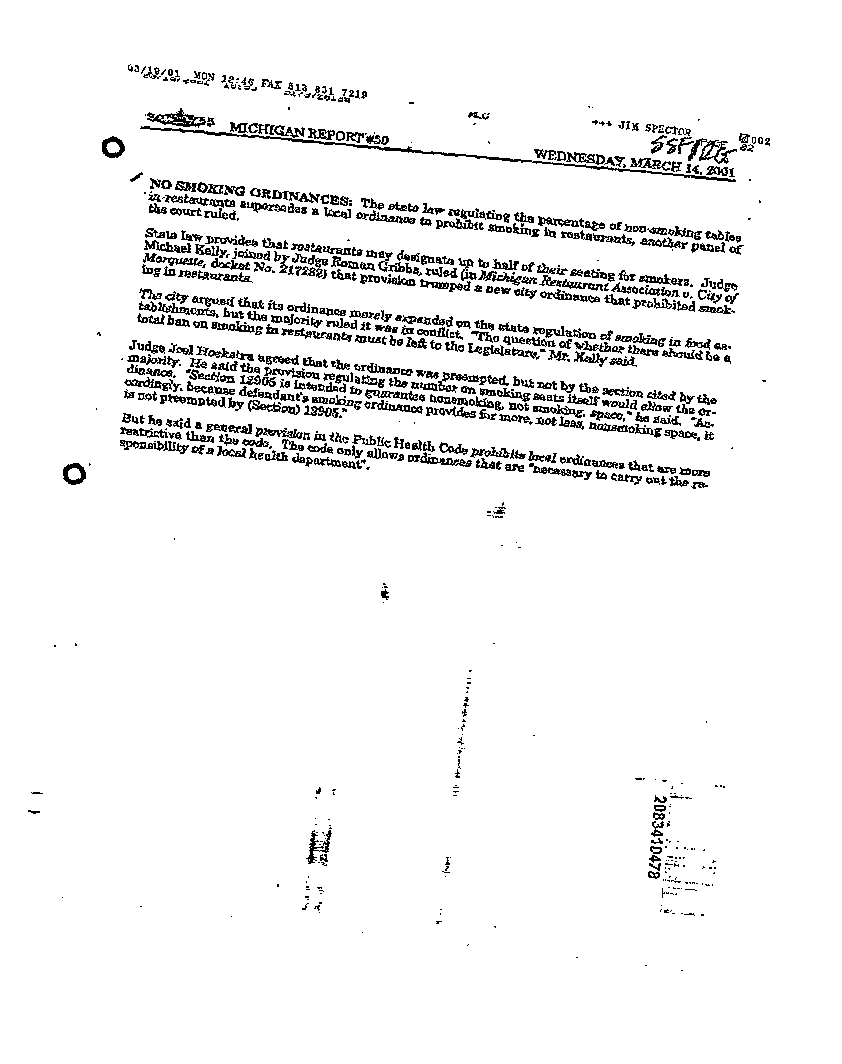 03/19/01 MON 12:46 FAX 513 831 7219
+++ JIM SPECTOR
002
MICHIGAN REPORT #50
WEDNESDAY, MARCH 14, 2001
NO SMOKING ORDINANCES: The state law regulating the percentage of non-smoking tables
in restaurants supersedes a local ordinance to prohibit smoking in restaurants, another panel of
the court ruled.
State law provides that restaurants may designate up to half of their seating for smokers. Judge
Michael Kelly, joined by Judge Roman Gribbs, ruled (in Michigan Restaurant Association v. City of
Marquette, docket No. 217282) that provision trumped a new city ordinance that prohibited smok-
ing in restaurants.
The city argued that its ordinance merely expanded on the state regulation of smoking in food es-
tablishments, but the majority ruled it was in conflict. "The question of whether there should be a
total ban on smoking in restaurants must be left to the Legislature," Mr. Kelly said.
Judge Joel Hoekstra agreed that the ordinance was preempted, but not by the section cited by the
majority. He said the provision regulating the number on smoking seats itself would allow the or-
dinance. "Section 12905 is intended to guarantee nonsmoking, not smoking, space," he said. "Ac-
cordingly, because defendant's smoking ordinance provides for more, not less, nonsmoking space, it
is not preempted by (Section) 12905."
But he said a general provision in the Public Health Code prohibits local ordinances that are more
restrictive than the code. The code only allows ordinances that are "necessary to carry out the re-
sponsibility of a local health department".
2083410478